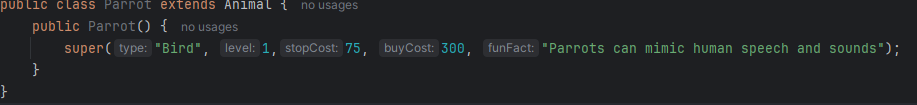 public class Parrot extends Animal { no usages
public Parrot() { no usages
super( type: "Bird", level: 1, stopCost: 75, buyCost: 300, funFact: "Parrots can mimic human speech and sounds");
}
}